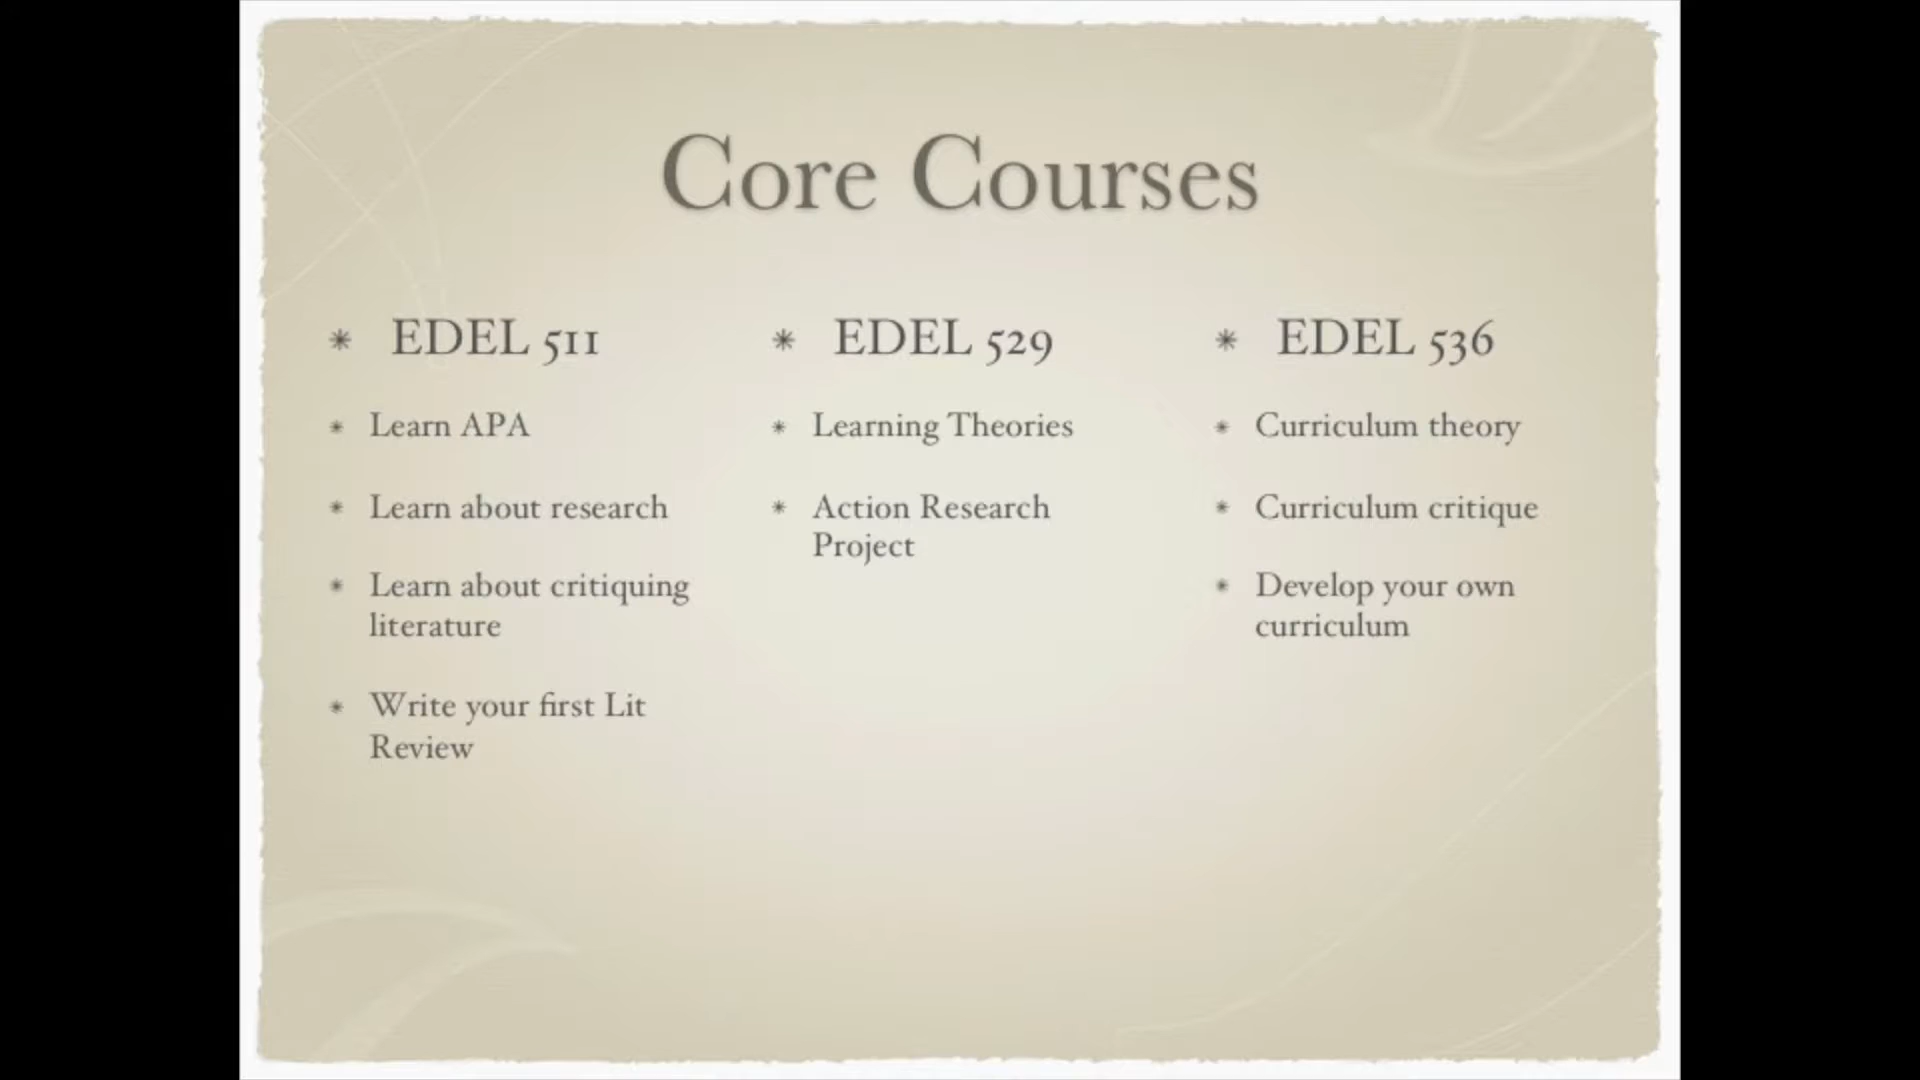 Core Courses
EDEL 511
Learn APA
Learn about research
Learn about critiquing
literature
Write your first Lit
Review
EDEL 529
Learning Theories
Action Research
Project
EDEL 536
Curriculum theory
Curriculum critique
Develop your own
curriculum